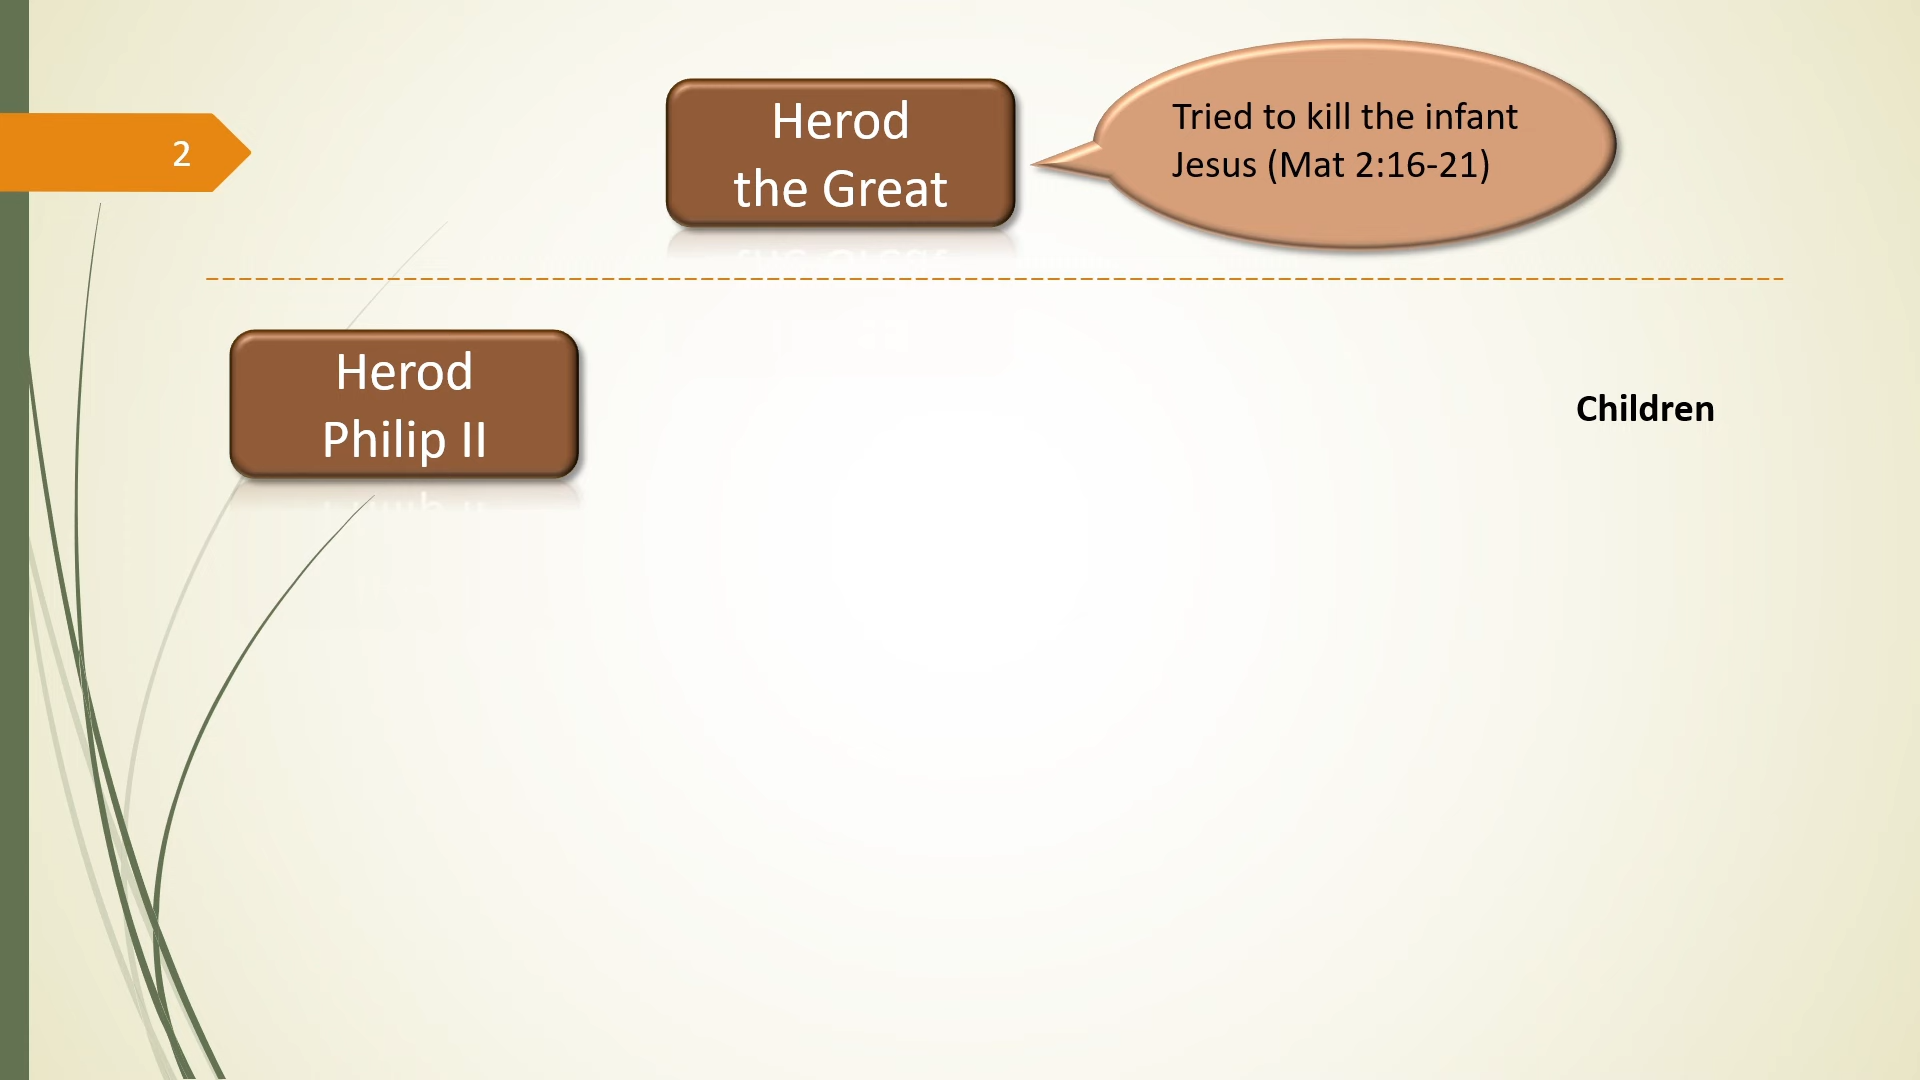 2
Herod
the Great
Tried to kill the infant
Jesus (Mat 2:16-21)
Herod
Philip II
Children